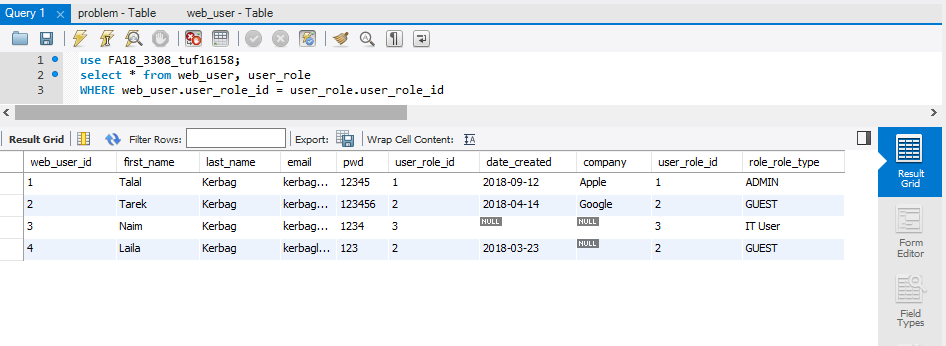 Query 1 × problem - Table web_user - Table
1 use FA18_3308_tuf16158;
2 select * from web_user, user_role
3 WHERE web_user.user_role_id = user_role.user_role_id
Result Grid Filter Rows: Export: Wrap Cell Content:
web_user_id first_name last_name email pwd user_role_id date_created company user_role_id role_role_type
1 Talal Kerbag kerbag... 12345 1 2018-09-12 Apple 1 ADMIN
2 Tarek Kerbag kerbag... 123456 2 2018-04-14 Google 2 GUEST
3 Naim Kerbag kerbag... 1234 3 NULL NULL 3 IT User
4 Laila Kerbag kerbagl... 123 2 2018-03-23 NULL 2 GUEST
Result
Grid
Form
Editor
Field
Types